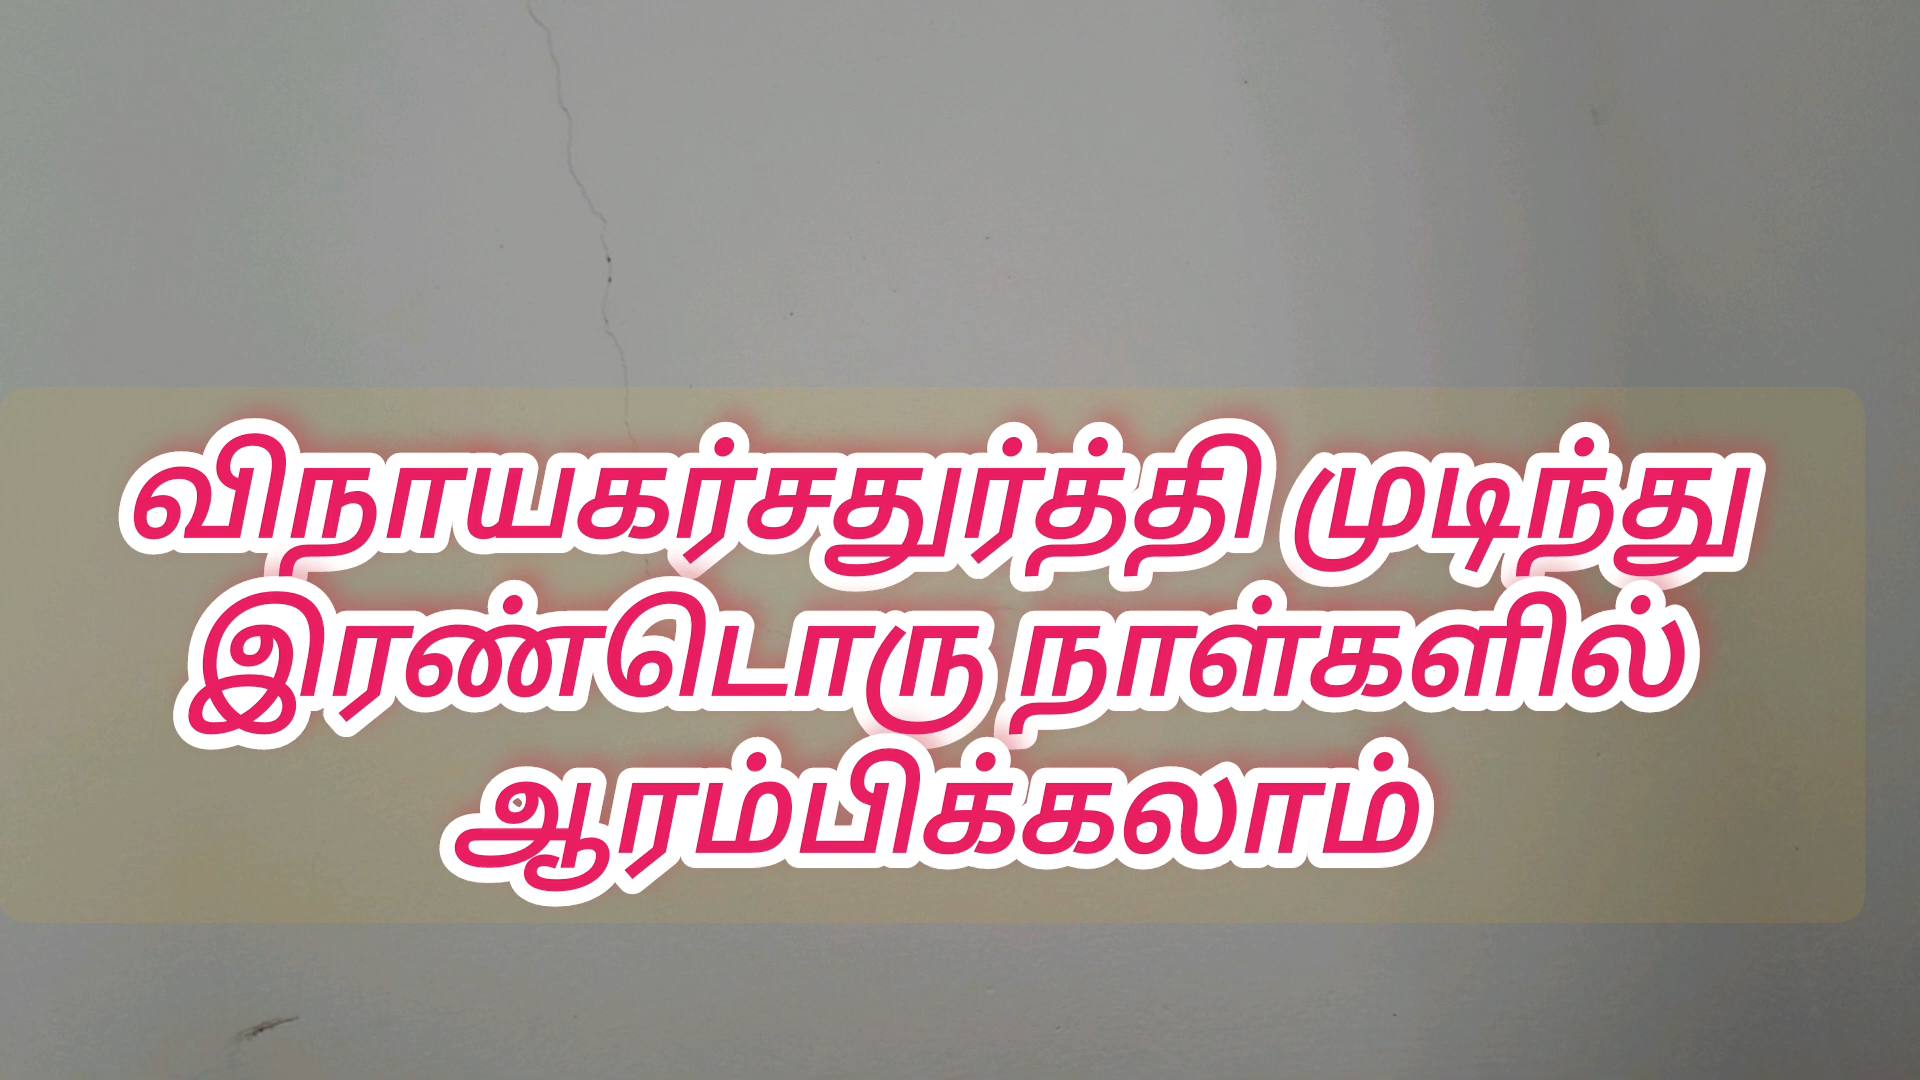 விநாயகர்சதுர்த்தி முடிந்து
இரண்டொரு நாள்களில்
ஆரம்பிக்கலாம்